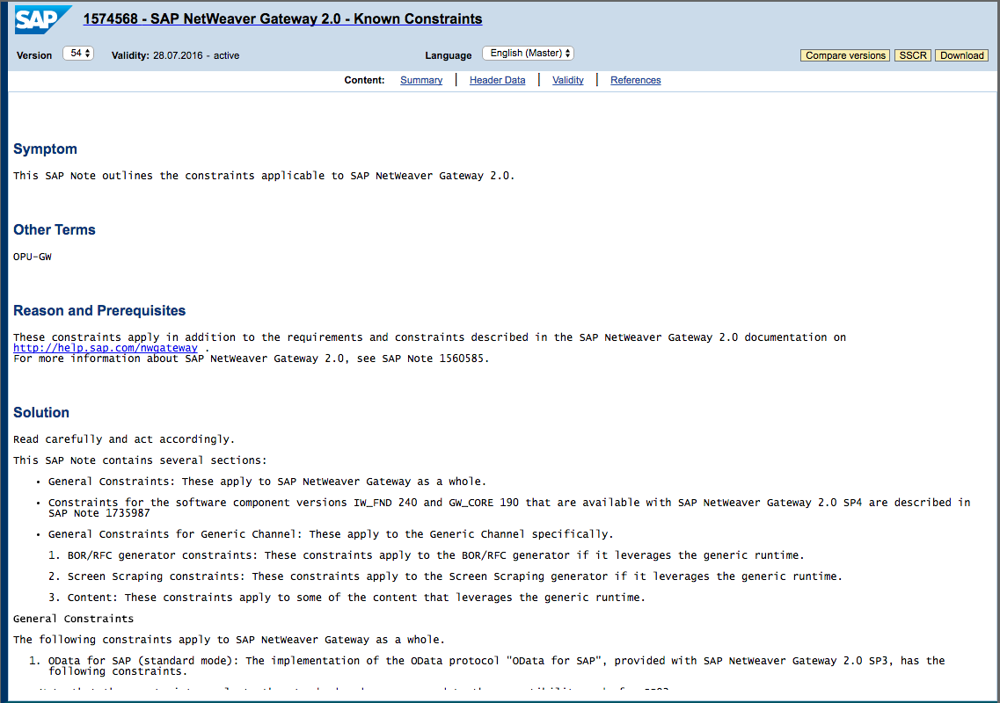 SAP
1574568 - SAP NetWeaver Gateway 2.0 - Known Constraints
Version 54 Validity: 28.07.2016 - active Language English (Master) Compare versions SSCR Download
Content: Summary | Header Data | Validity | References
Symptom
This SAP Note outlines the constraints applicable to SAP NetWeaver Gateway 2.0.
Other Terms
OPU-GW
Reason and Prerequisites
These constraints apply in addition to the requirements and constraints described in the SAP NetWeaver Gateway 2.0 documentation on
http://help.sap.com/nwgateway .
For more information about SAP NetWeaver Gateway 2.0, see SAP Note 1560585.
Solution
Read carefully and act accordingly.
This SAP Note contains several sections:
• General Constraints: These apply to SAP NetWeaver Gateway as a whole.
• Constraints for the software component versions IW_FND 240 and GW_CORE 190 that are available with SAP NetWeaver Gateway 2.0 SP4 are described in
SAP Note 1735987
• General Constraints for Generic Channel: These apply to the Generic Channel specifically.
1. BOR/RFC generator constraints: These constraints apply to the BOR/RFC generator if it leverages the generic runtime.
2. Screen Scraping constraints: These constraints apply to the Screen Scraping generator if it leverages the generic runtime.
3. Content: These constraints apply to some of the content that leverages the generic runtime.
General Constraints
The following constraints apply to SAP NetWeaver Gateway as a whole.
1. OData for SAP (standard mode): The implementation of the OData protocol "OData for SAP", provided with SAP NetWeaver Gateway 2.0 SP3, has the
following constraints.